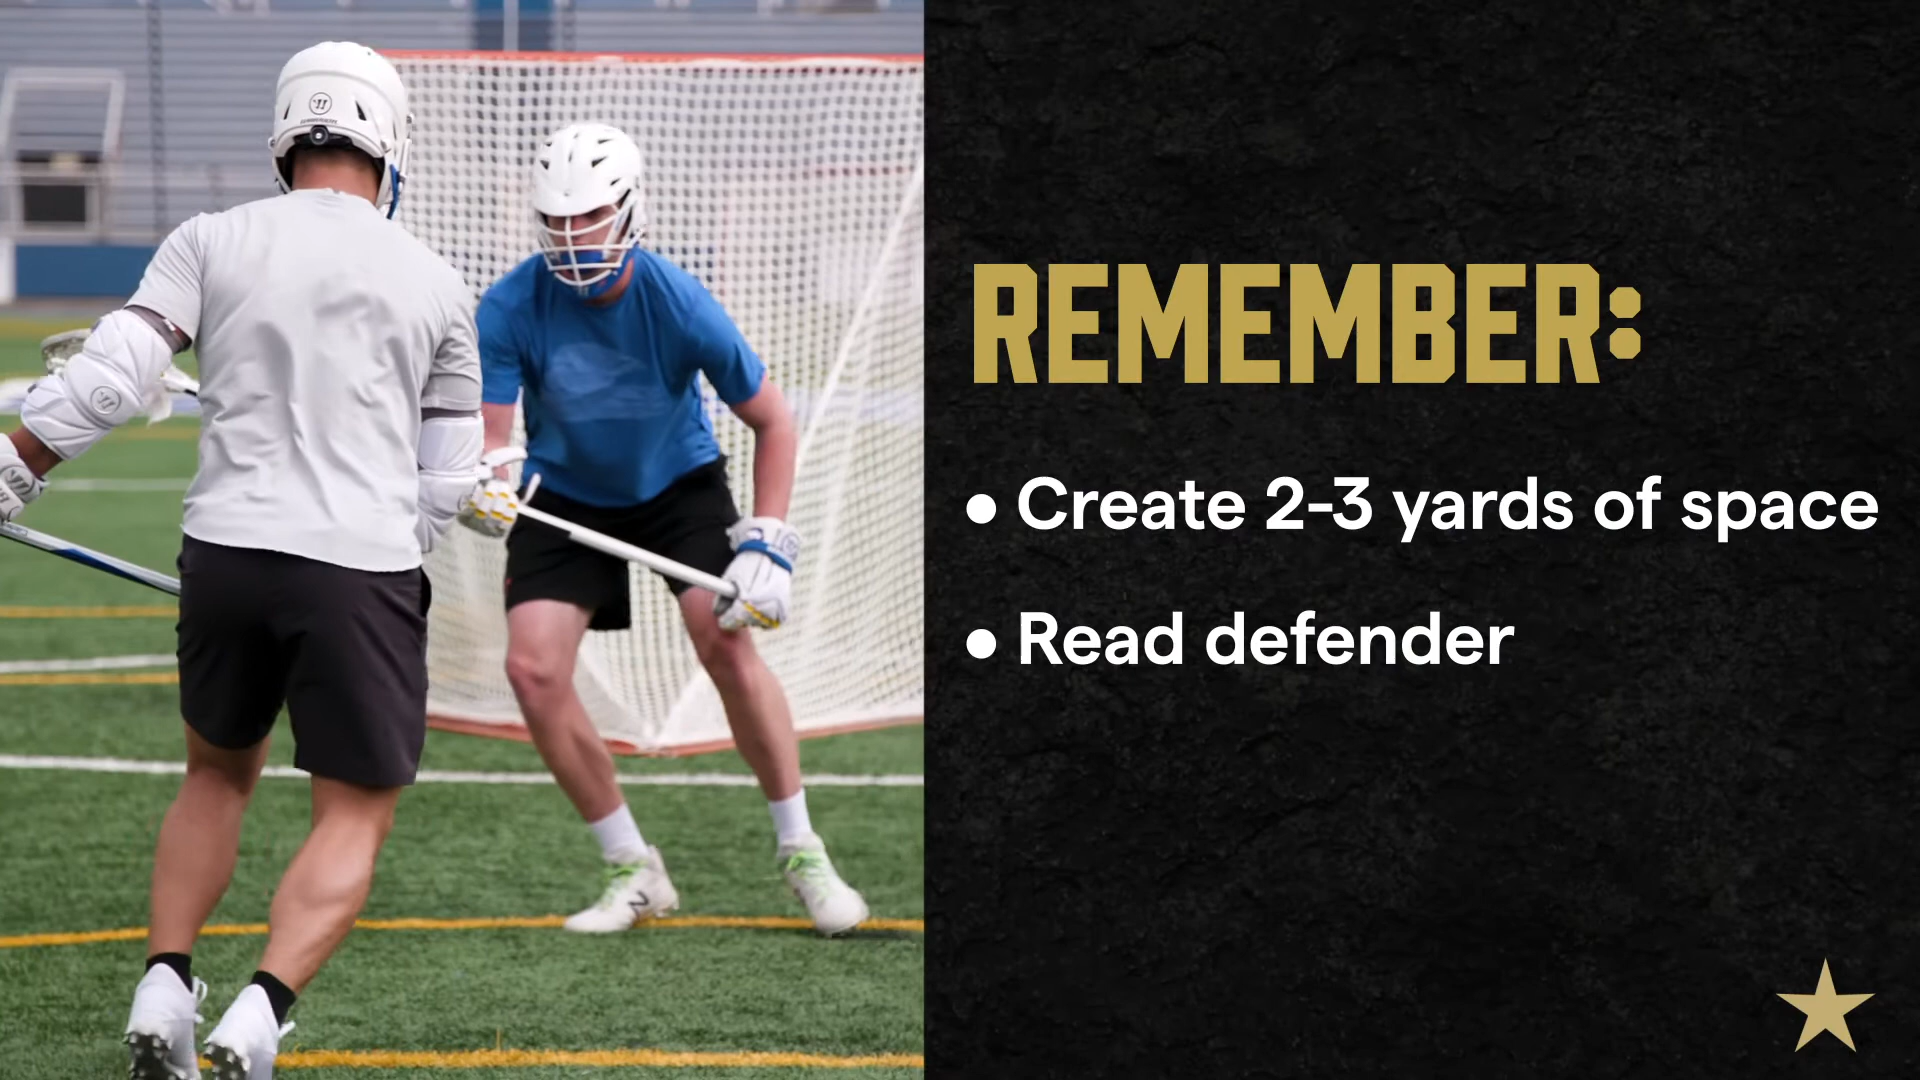 REMEMBER:
• Create 2-3 yards of space
• Read defender